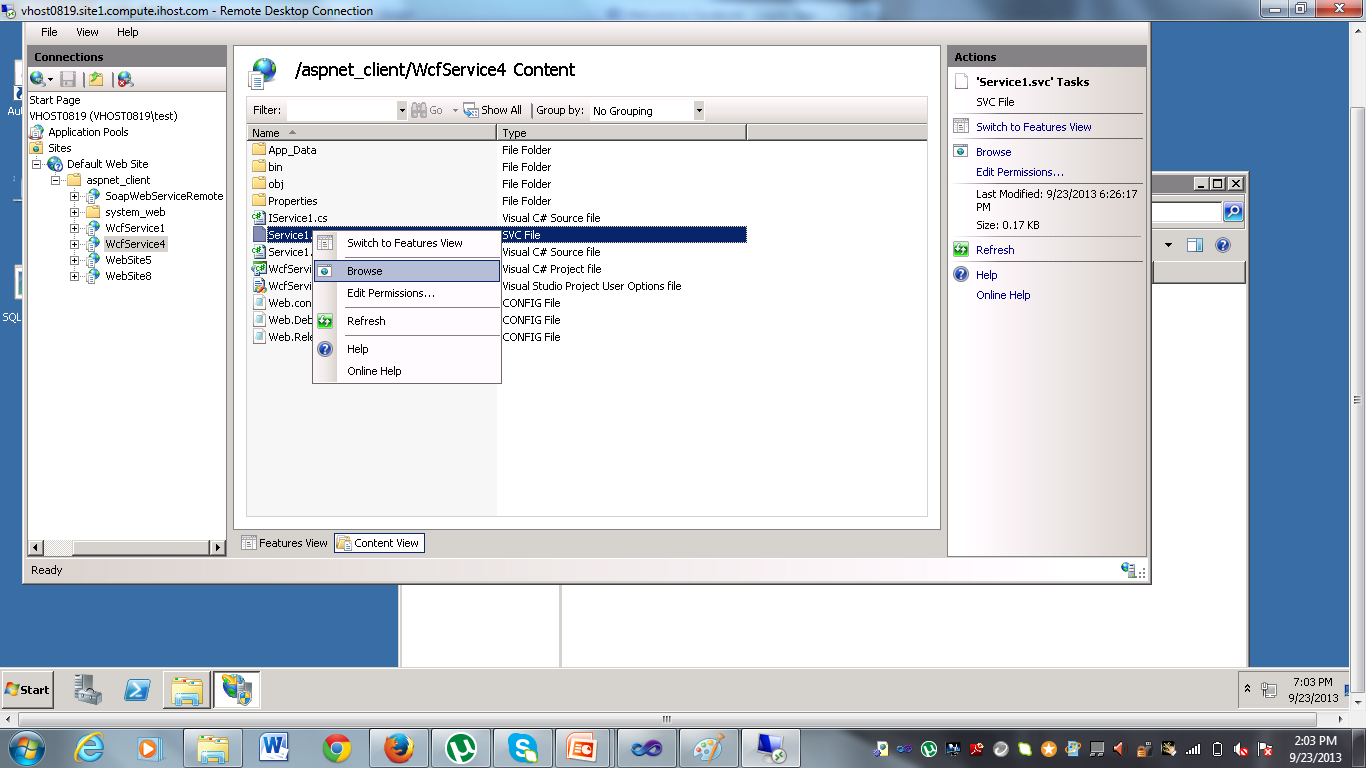 vhost0819.site1.compute.ihost.com - Remote Desktop Connection
File View Help
Connections
Start Page
VHOST0819 (VHOST0819\test)
Application Pools
Sites
Default Web Site
aspnet_client
SoapWebServiceRemote
system_web
WcfService1
WcfService4
WebSite5
WebSite8
/aspnet_client/WcfService4 Content
Filter: Go Show All Group by: No Grouping
Name Type
App_Data File Folder
bin File Folder
obj File Folder
Properties File Folder
IService1.cs Visual C# Source file
Service1. SVC File
Service1. Visual C# Source file
WcfServi Visual C# Project file
WcfServi Visual Studio Project User Options file
Web.con CONFIG File
Web.Deb CONFIG File
Web.Rele CONFIG File
Switch to Features View
Browse
Edit Permissions...
Refresh
Help
Online Help
Features View Content View
Ready
Actions
'Service1.svc' Tasks
SVC File
Switch to Features View
Browse
Edit Permissions...
Last Modified: 9/23/2013 6:26:17
PM
Size: 0.17 KB
Refresh
Help
Online Help
Au
SQL
Start
7:03 PM
9/23/2013
2:03 PM
9/23/2013